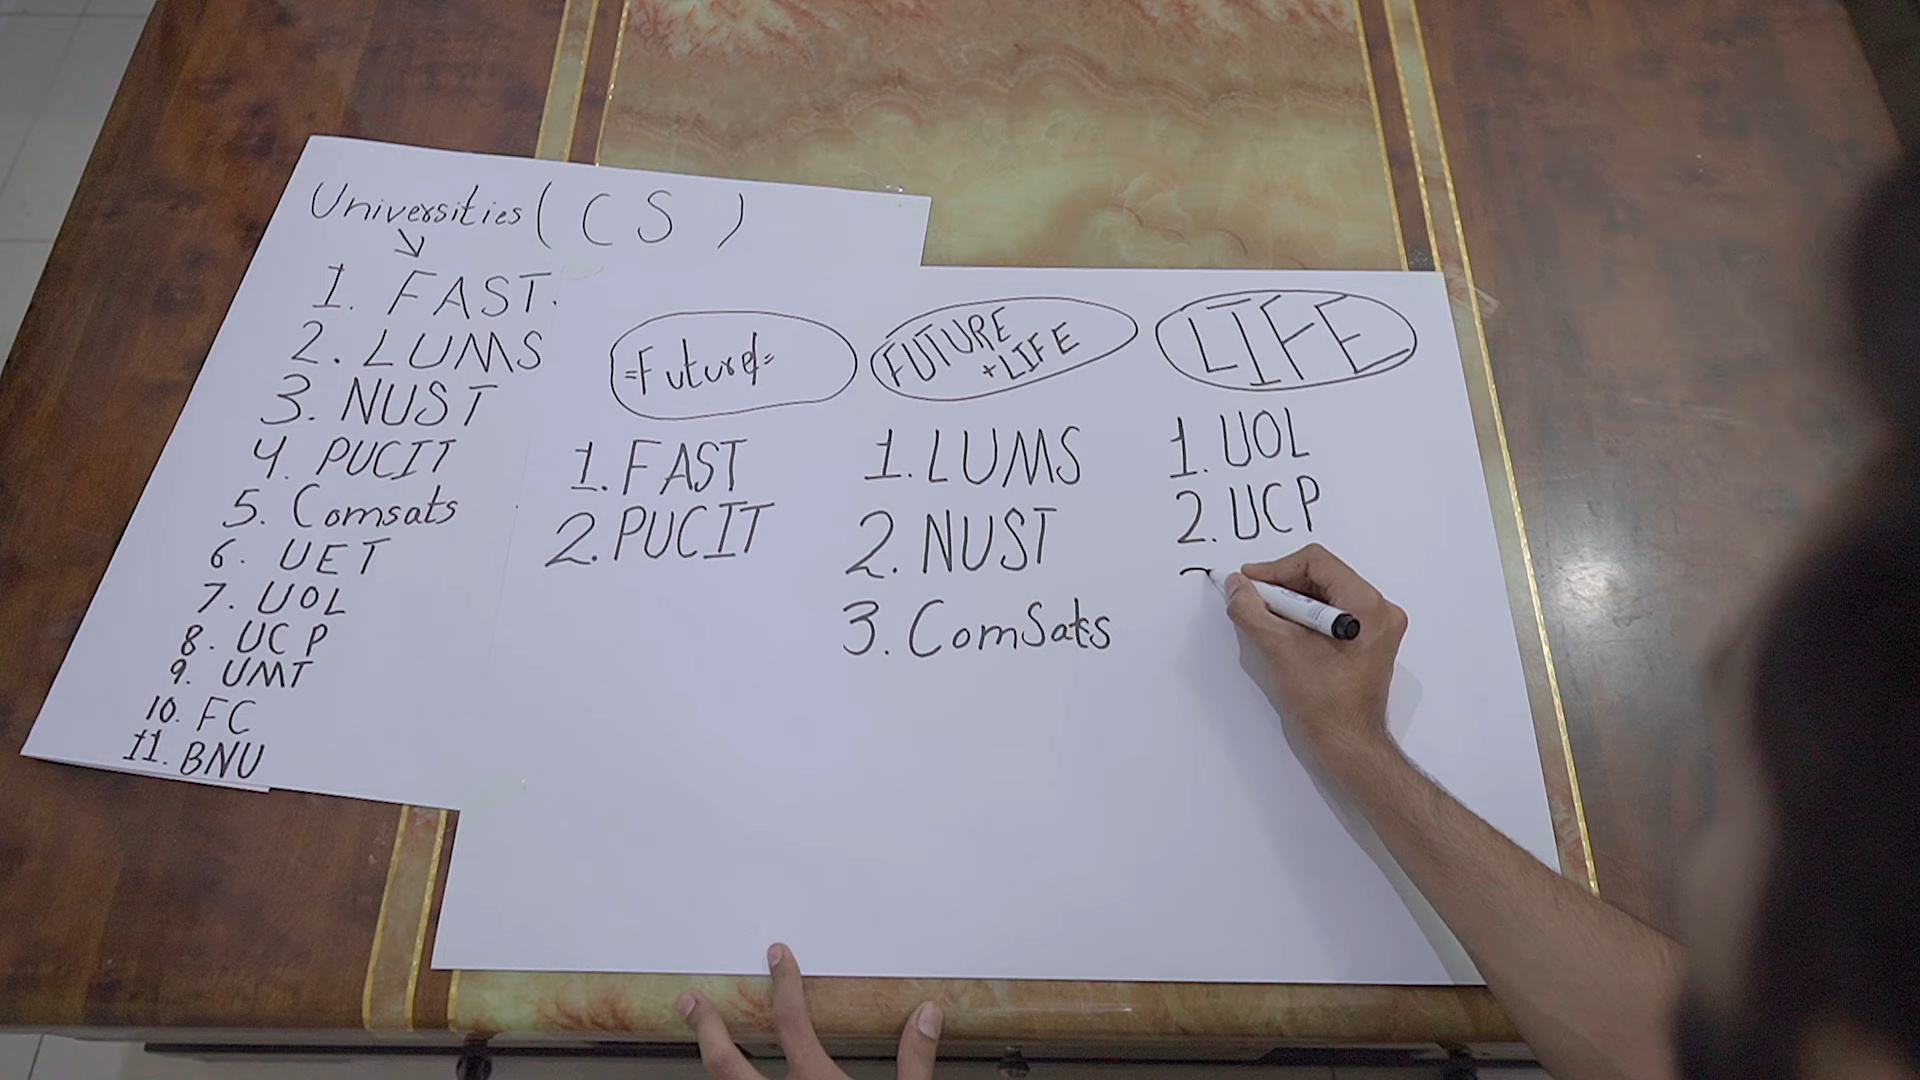 Universities (CS)
1. FAST.
2. LUMS
3. NUST
4. PUCIT
5. Comsats
6. UET
7. UOL
8. UCP
9. UMT
10. FC
11. BNU
=Future=
1. FAST
2. PUCIT
FUTURE
+ LIFE
1. LUMS
2. NUST
3. ComSats
LIFE
1. UOL
2. UCP